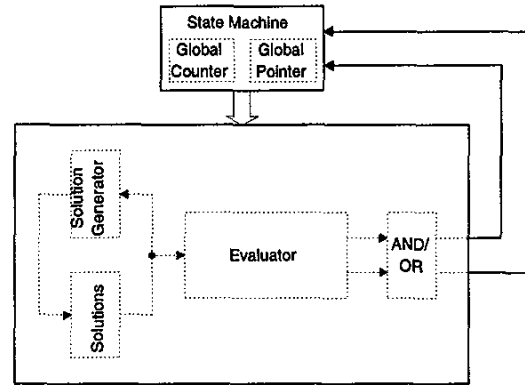 State Machine
Global Counter
Global Pointer
Solution Generator
Solutions
Evaluator
AND/
OR